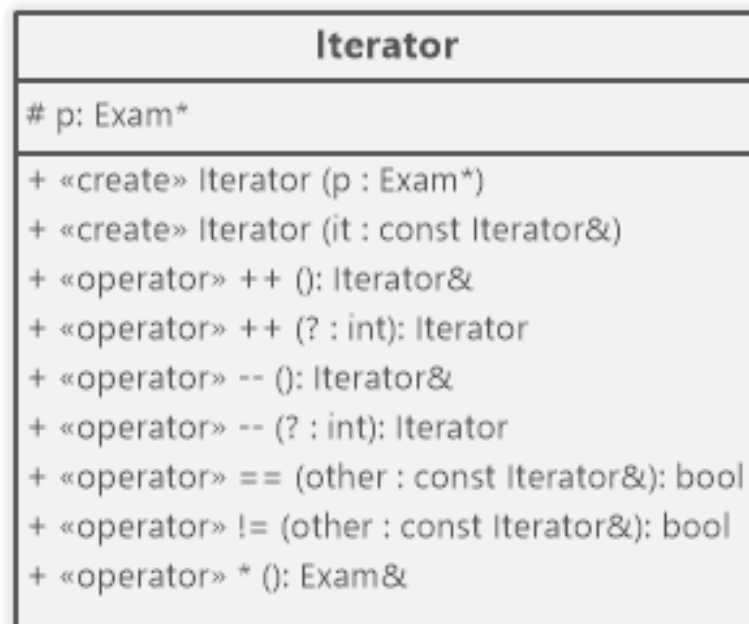 Iterator
# p: Exam*
+ «create» Iterator (p : Exam*)
+ «create» Iterator (it : const Iterator&)
+ «operator» ++ (): Iterator&
+ «operator» ++ (? : int): Iterator
+ «operator» -- (): Iterator&
+ «operator» -- (? : int): Iterator
+ «operator» == (other : const Iterator&): bool
+ «operator» != (other : const Iterator&): bool
+ «operator» * (): Exam&